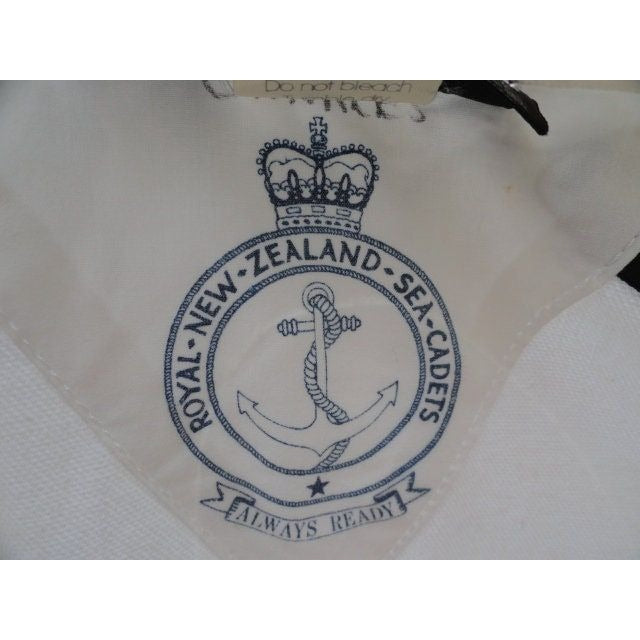 Do not bleach
ROYAL-NEW-ZEALAND-SEA-CADETS
ALWAYS READY